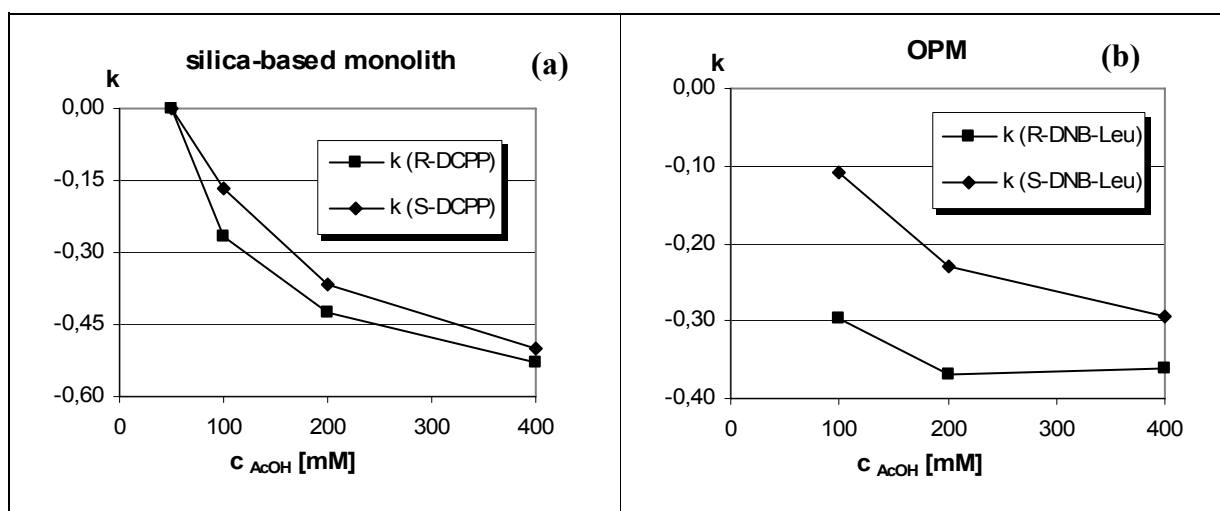 silica-based monolith (a)
k
0,00
-0,15
-0,30
-0,45
-0,60
k (R-DCPP)
k (S-DCPP)
0 100 200 300 400
c AcOH [mM]
OPM (b)
k
0,00
-0,10
-0,20
-0,30
-0,40
k (R-DNB-Leu)
k (S-DNB-Leu)
0 100 200 300 400
c AcOH [mM]